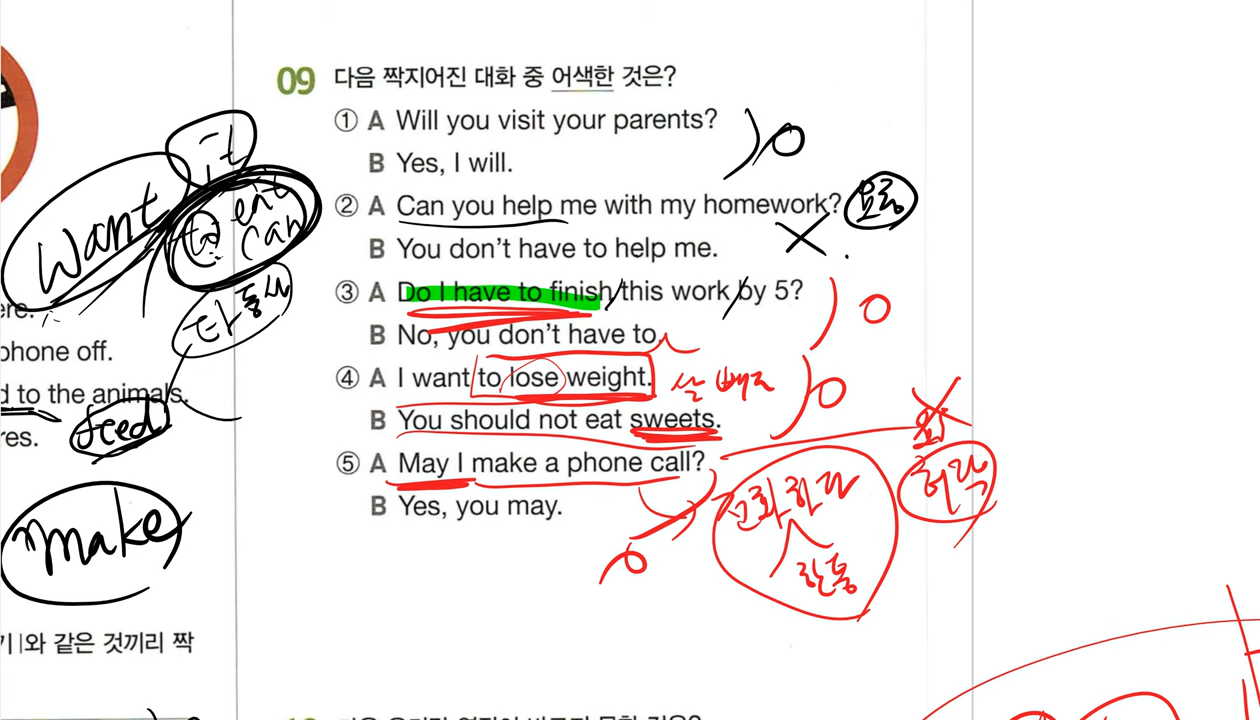 09 다음 짝지어진 대화 중 어색한 것은?
① A Will you visit your parents?
B Yes, I will.
② A Can you help me with my homework?
B You don't have to help me.
③ A Do I have to finish this work by 5?
B No, you don't have to.
④ A I want to lose weight.
B You should not eat sweets.
⑤ A May I make a phone call?
B Yes, you may.
want
to
eat
can
타동사
feed
make
살 빼고
허락
전화하다
ere.
phone off.
d to the animals.
res.
기|와 같은 것끼리 짝